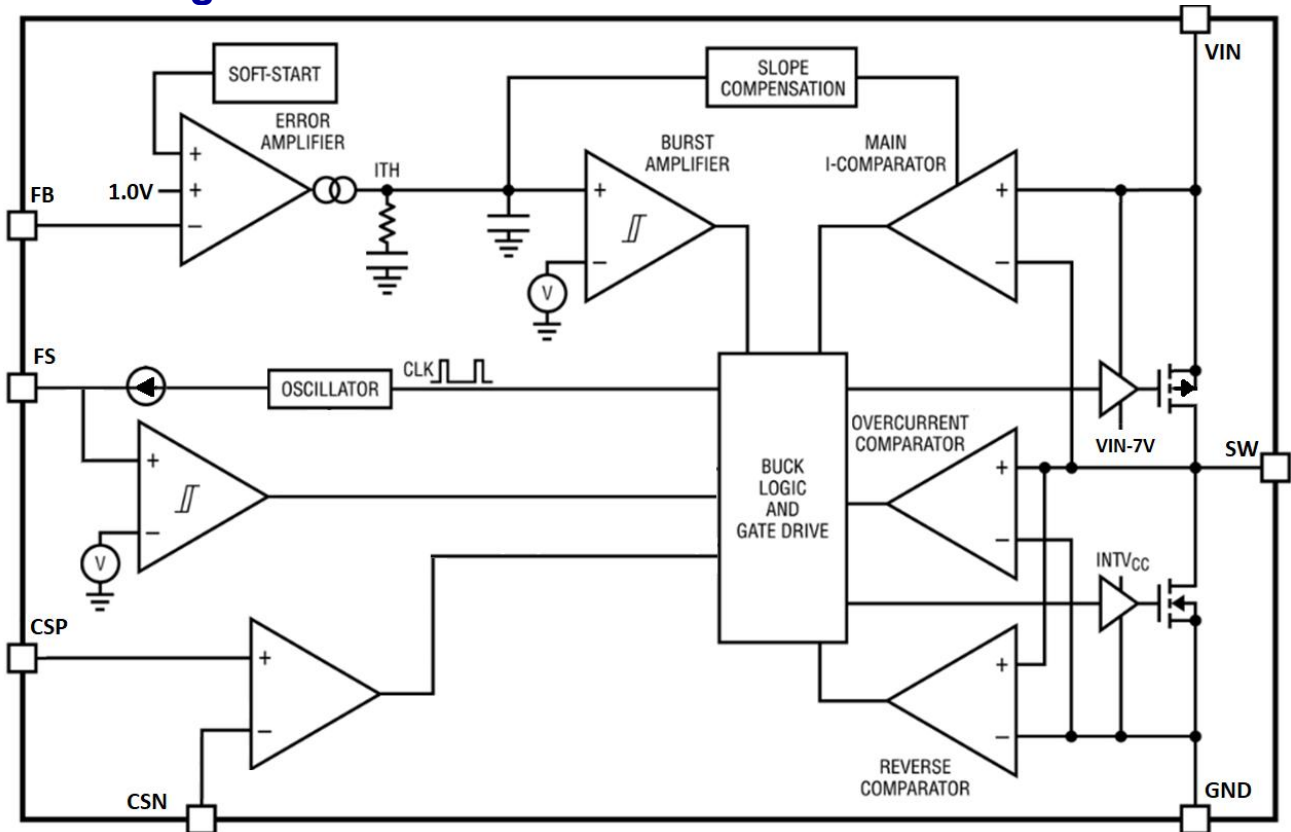 g
VIN
SOFT-START
SLOPE
COMPENSATION
ERROR
AMPLIFIER
BURST
AMPLIFIER
MAIN
I-COMPARATOR
ITH
+
+
+
+
FB
1.0V
–
–
–
V
FS
CLK
OSCILLATOR
OVERCURRENT
COMPARATOR
VIN-7V
SW
+
+
BUCK
LOGIC
AND
GATE DRIVE
–
–
V
INTVCC
CSP
+
+
–
–
REVERSE
COMPARATOR
CSN
GND